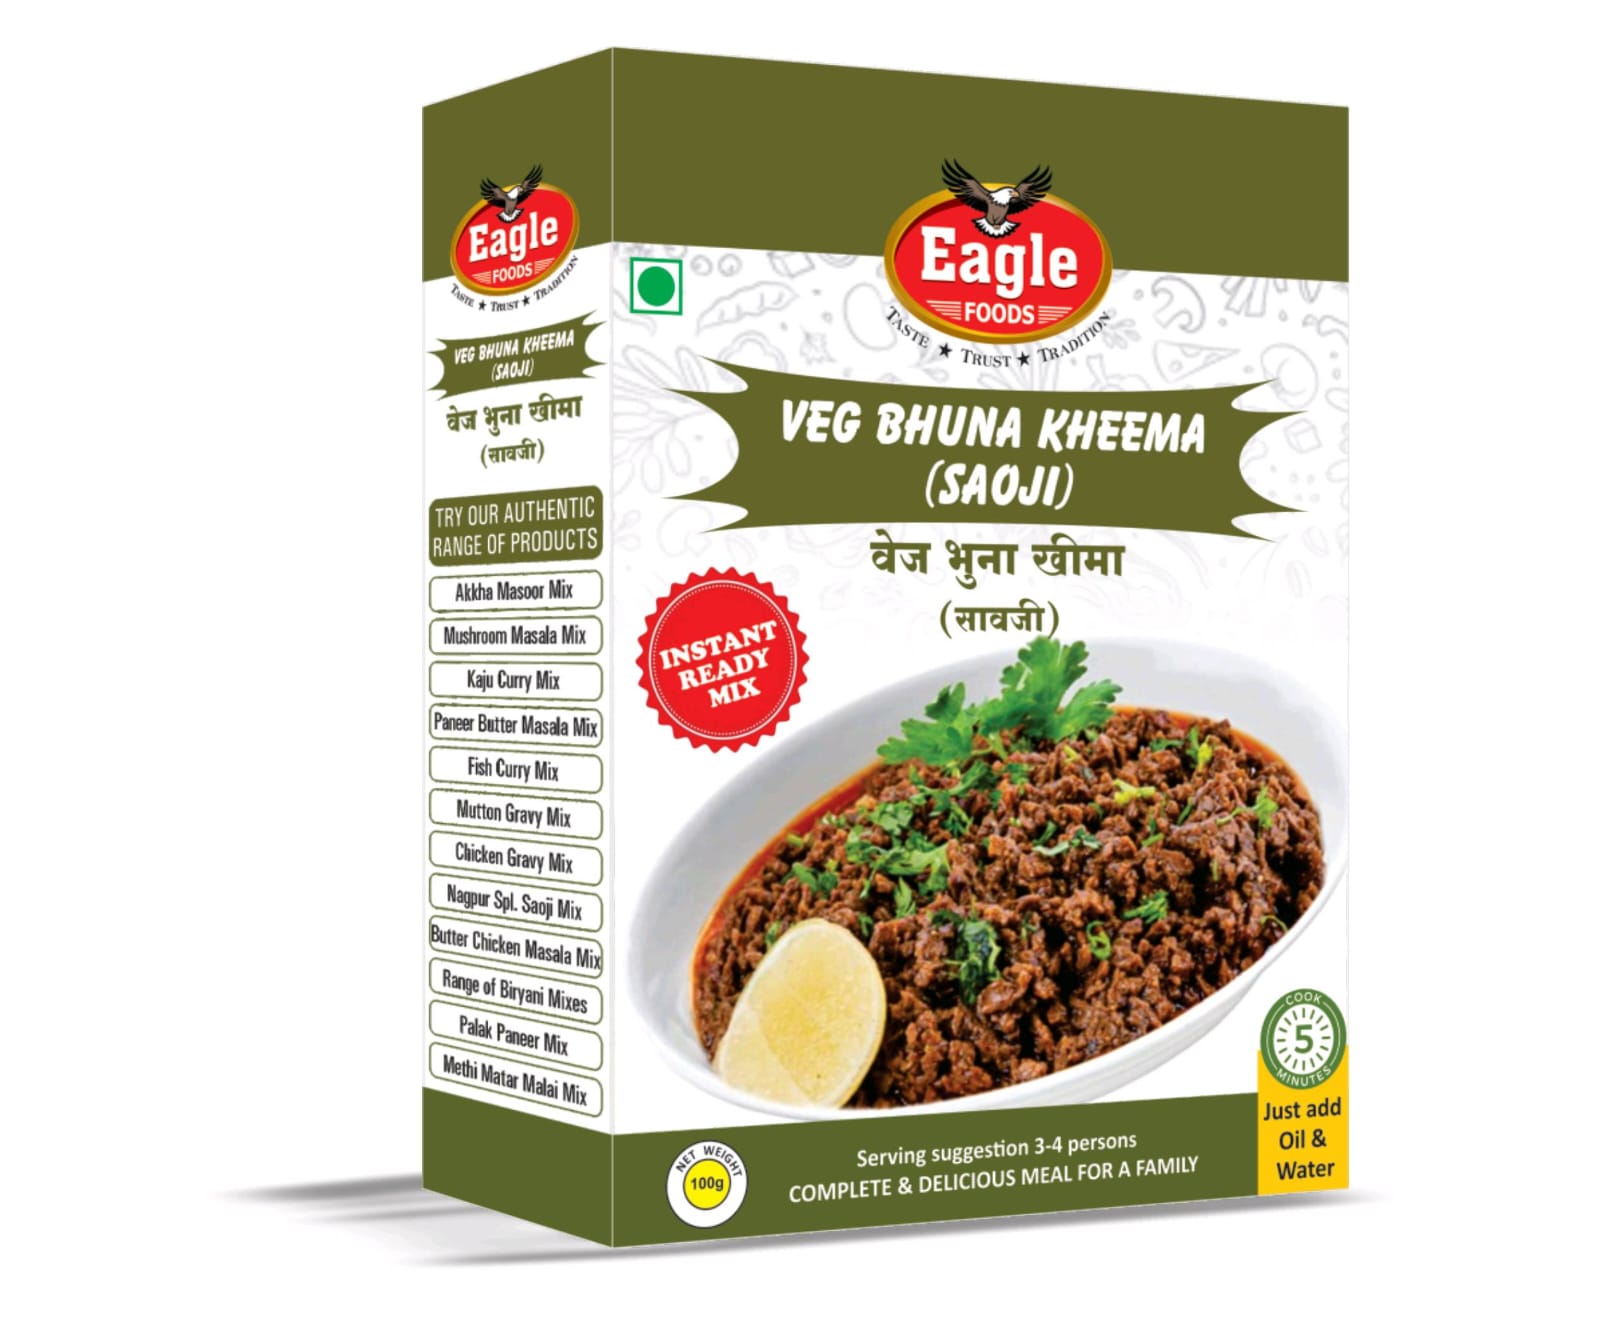 Eagle
FOODS
TASTE ★ TRUST ★ TRADITION
VEG BHUNA KHEEMA
(SAOJI)
वेज भुना खीमा
(सावजी)
TRY OUR AUTHENTIC
RANGE OF PRODUCTS
Akkha Masoor Mix
Mushroom Masala Mix
Kaju Curry Mix
Paneer Butter Masala Mix
Fish Curry Mix
Mutton Gravy Mix
Chicken Gravy Mix
Nagpur Spl. Saoji Mix
Butter Chicken Masala Mix
Range of Biryani Mixes
Palak Paneer Mix
Methi Matar Malai Mix
Eagle
FOODS
TASTE ★ TRUST ★ TRADITION
VEG BHUNA KHEEMA
(SAOJI)
वेज भुना खीमा
(सावजी)
INSTANT
READY
MIX
COOK
5
MINUTES
Just add
Oil &
Water
NET WEIGHT
100g
Serving suggestion 3-4 persons
COMPLETE & DELICIOUS MEAL FOR A FAMILY